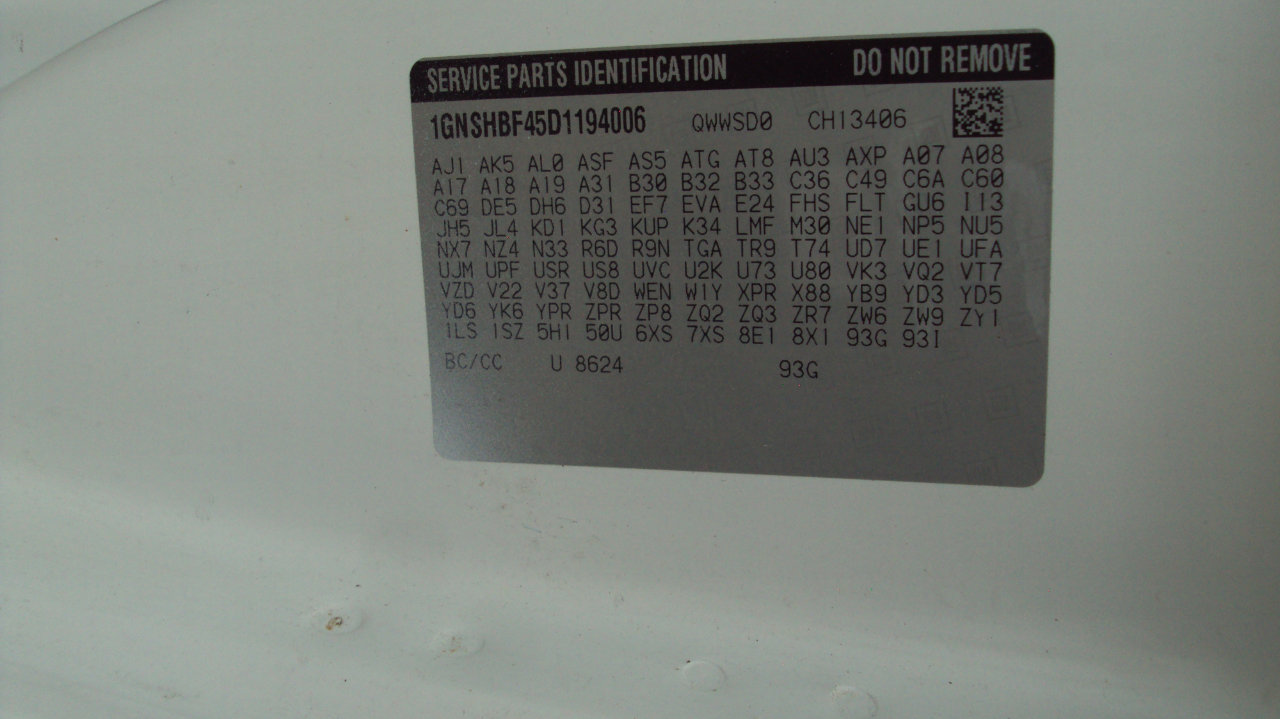 SERVICE PARTS IDENTIFICATION DO NOT REMOVE
1GNSHBF45D1194006 QWWSD0 CH13406
AJ1 AK5 AL0 ASF AS5 ATG AT8 AU3 AXP A07 A08
A17 A18 A19 A31 B30 B32 B33 C36 C49 C6A C60
C69 DE5 DH6 D31 EF7 EVA E24 FHS FLT GU6 I13
JH5 JL4 KD1 KG3 KUP K34 LMF M30 NE1 NP5 NU5
NX7 NZ4 N33 R6D R9N TGA TR9 T74 UD7 UE1 UFA
UJM UPF USR US8 UVC U2K U73 U80 VK3 VQ2 VT7
VZD V22 V37 V8D WEN W1Y XPR X88 YB9 YD3 YD5
YD6 YK6 YPR ZPR ZP8 ZQ2 ZQ3 ZR7 ZW6 ZW9 ZY1
1LS 1SZ 5H1 50U 6XS 7XS 8E1 8X1 93G 93I
BC/CC U 8624 93G